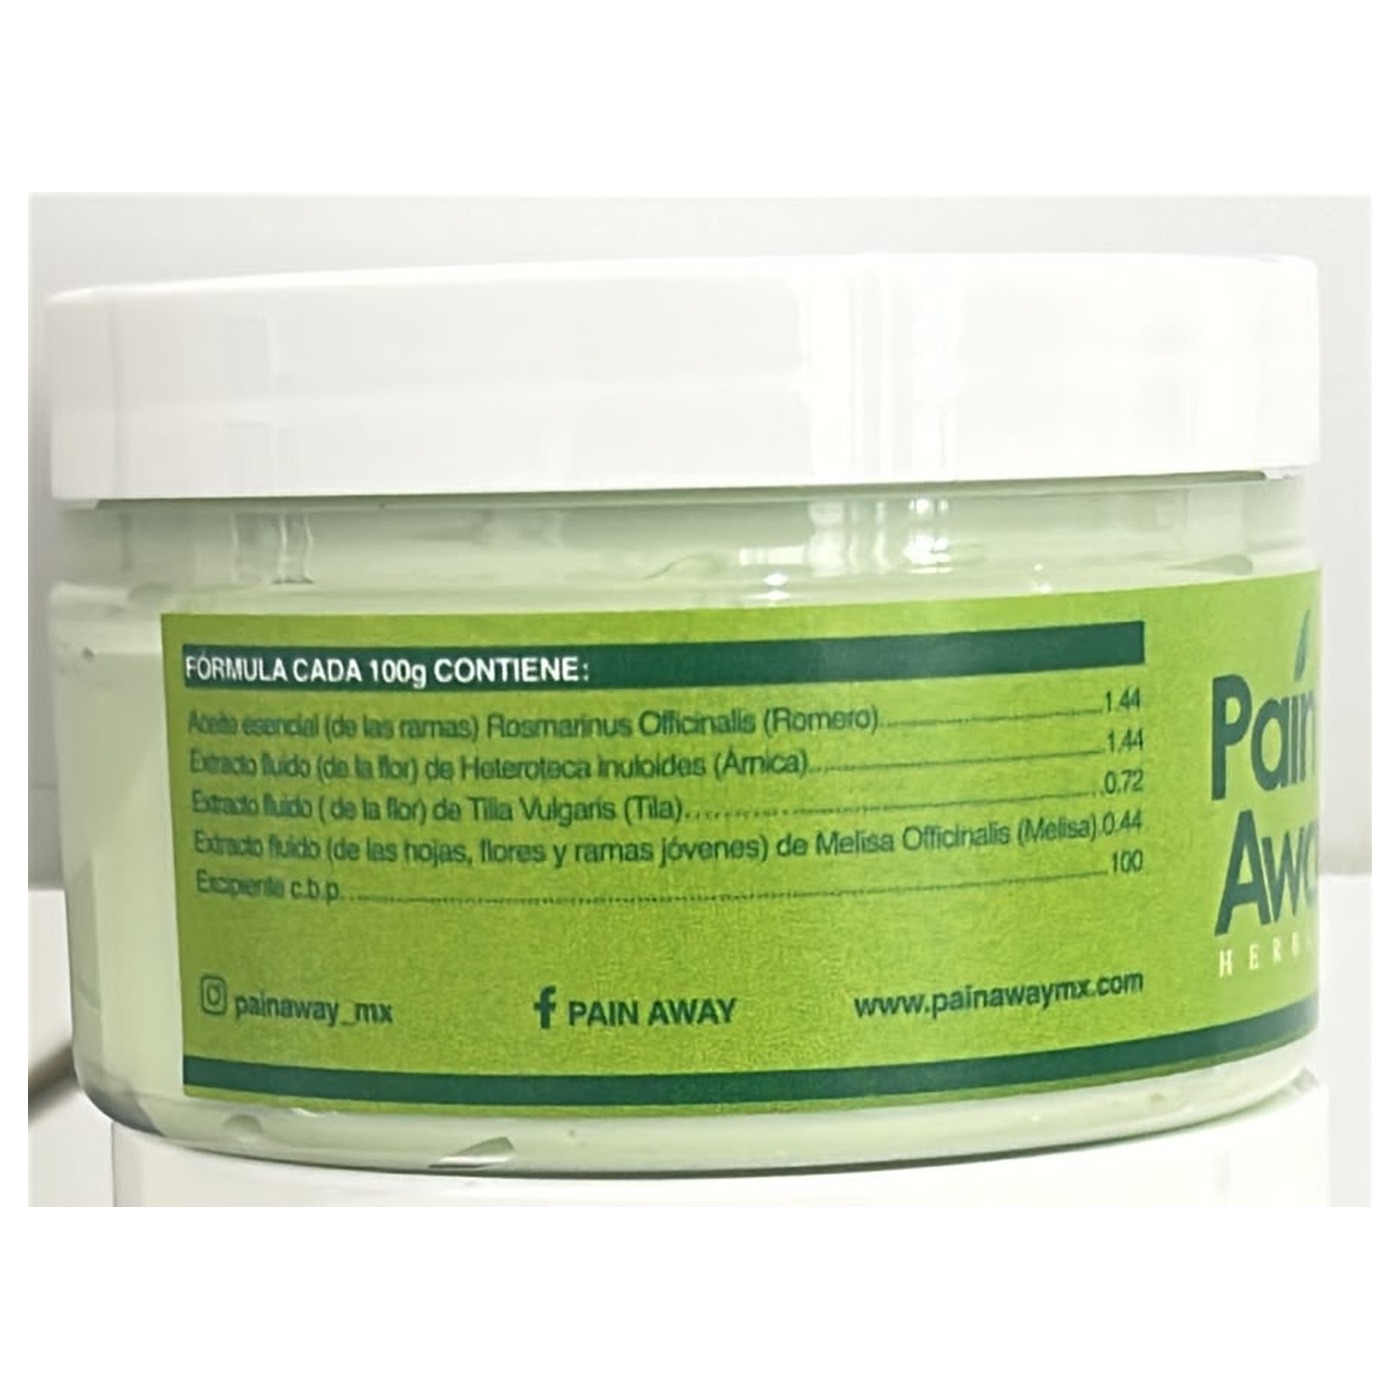 FÓRMULA CADA 100g CONTIENE:
Aceite esencial (de las ramas) Rosmarinus Officinalis (Romero)..........1.44
Extracto fluido (de la flor) de Heteroteca Inuloides (Árnica)..........1.44
Extracto fluido ( de la flor) de Tilia Vulgaris (Tila)..........0.72
Extracto fluido (de las hojas, flores y ramas jóvenes) de Melisa Officinalis (Melisa).0.44
Excipiente c.b.p..........100
painaway_mx
PAIN AWAY
www.painawaymx.com
Pain
Awa
HERB